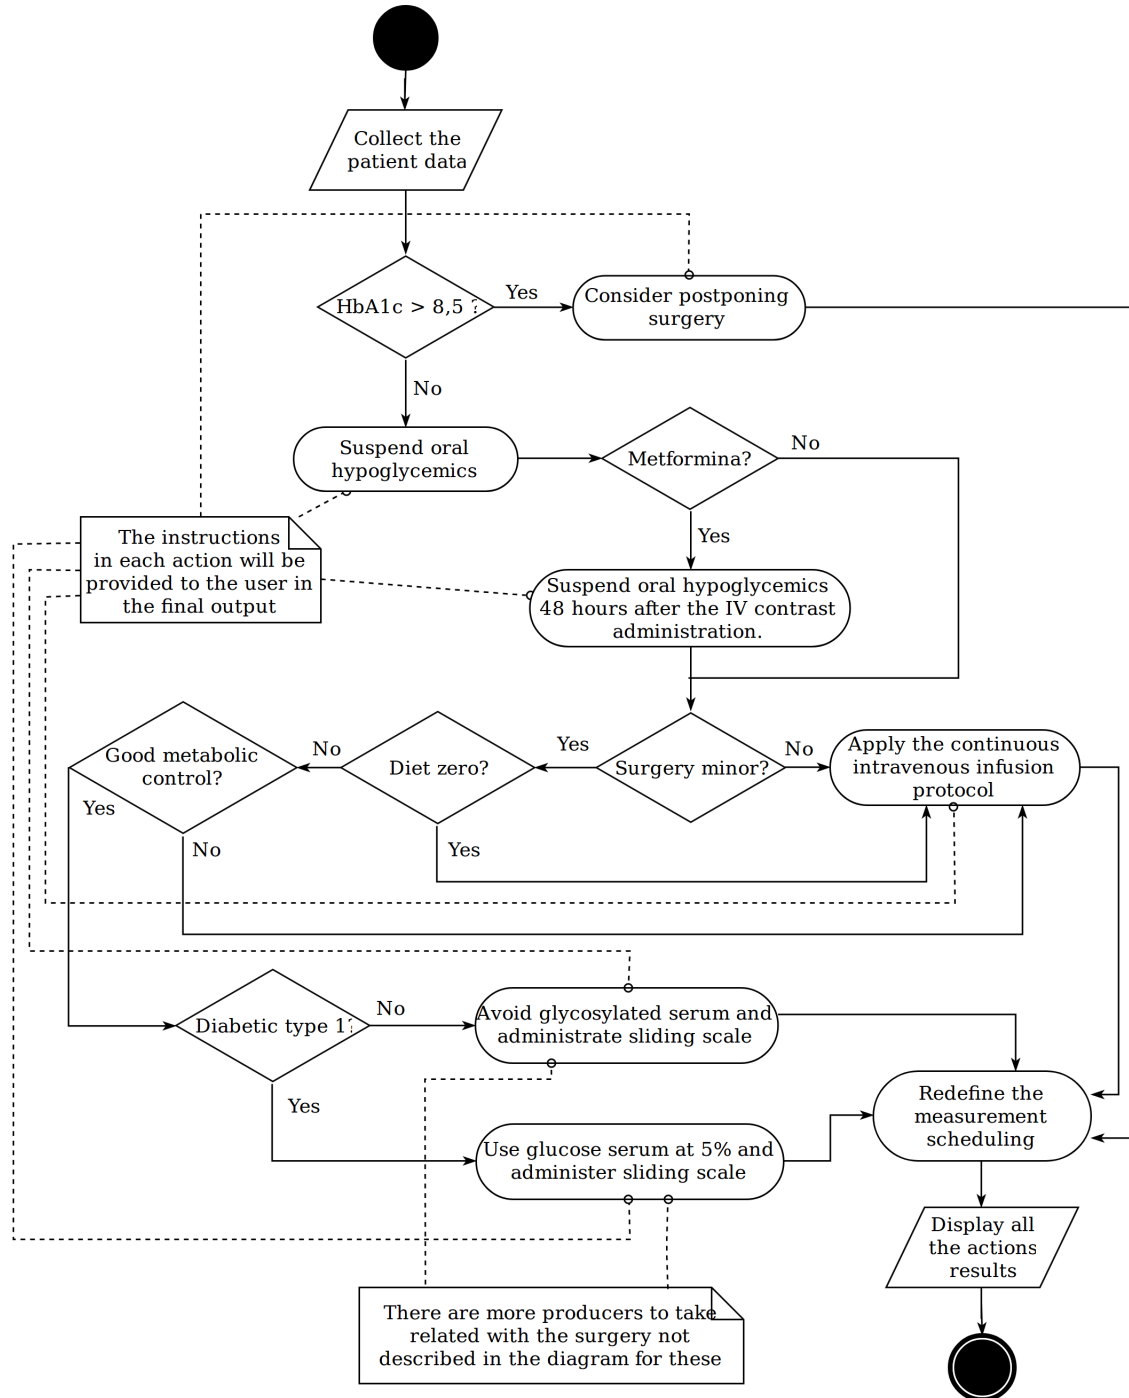 Collect the
patient data
HbA1c > 8,5 ?
Yes
Consider postponing
surgery
No
Suspend oral
hypoglycemics
Metformina?
No
Yes
The instructions
in each action will be
provided to the user in
the final output
Suspend oral hypoglycemics
48 hours after the IV contrast
administration.
Good metabolic
control?
No
Diet zero?
Yes
Surgery minor?
No
Apply the continuous
intravenous infusion
protocol
Yes
No
Yes
Diabetic type 1?
No
Avoid glycosylated serum and
administrate sliding scale
Yes
Use glucose serum at 5% and
administer sliding scale
Redefine the
measurement
scheduling
Display all
the actions
results
There are more producers to take
related with the surgery not
described in the diagram for these